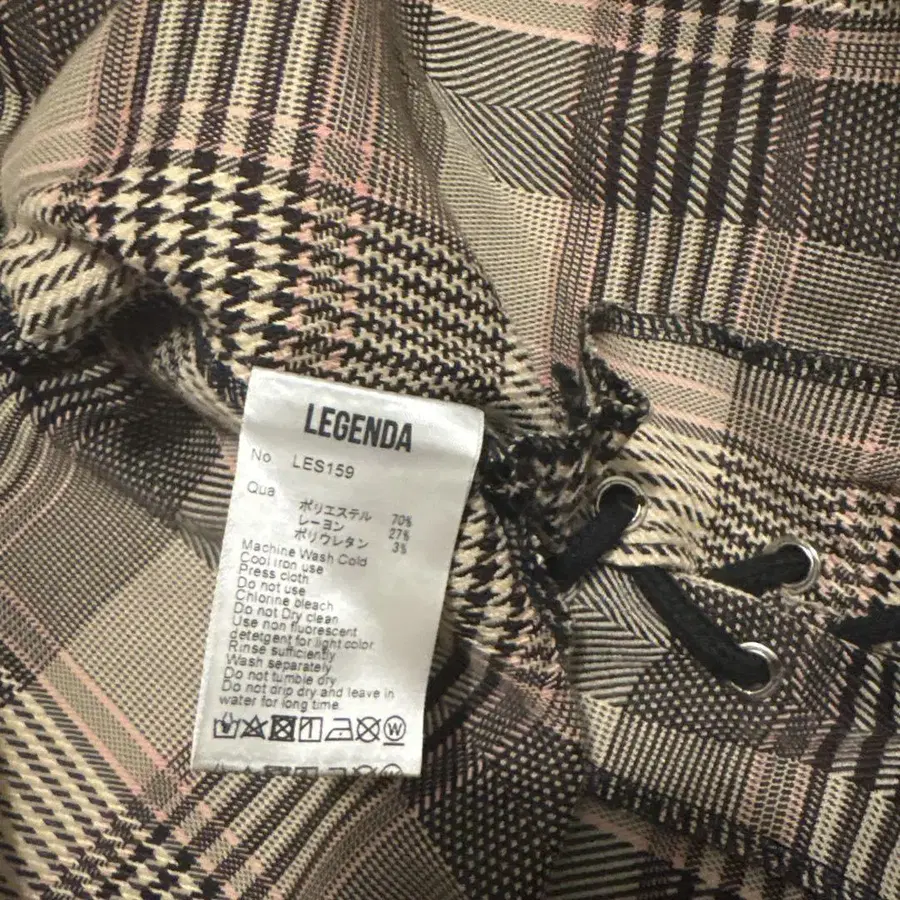 LEGENDA
No LES159
Qua
ポリエステル 70%
レーヨン 27%
ポリウレタン 3%
Machine Wash Cold
Cool iron use
Press cloth
Do not use
Chlorine bleach
Do not Dry clean
Use non fluorescent
detergent for light color
Rinse sufficiently
Wash separately
Do not tumble dry
Do not drip dry and leave in
water for long time.
W